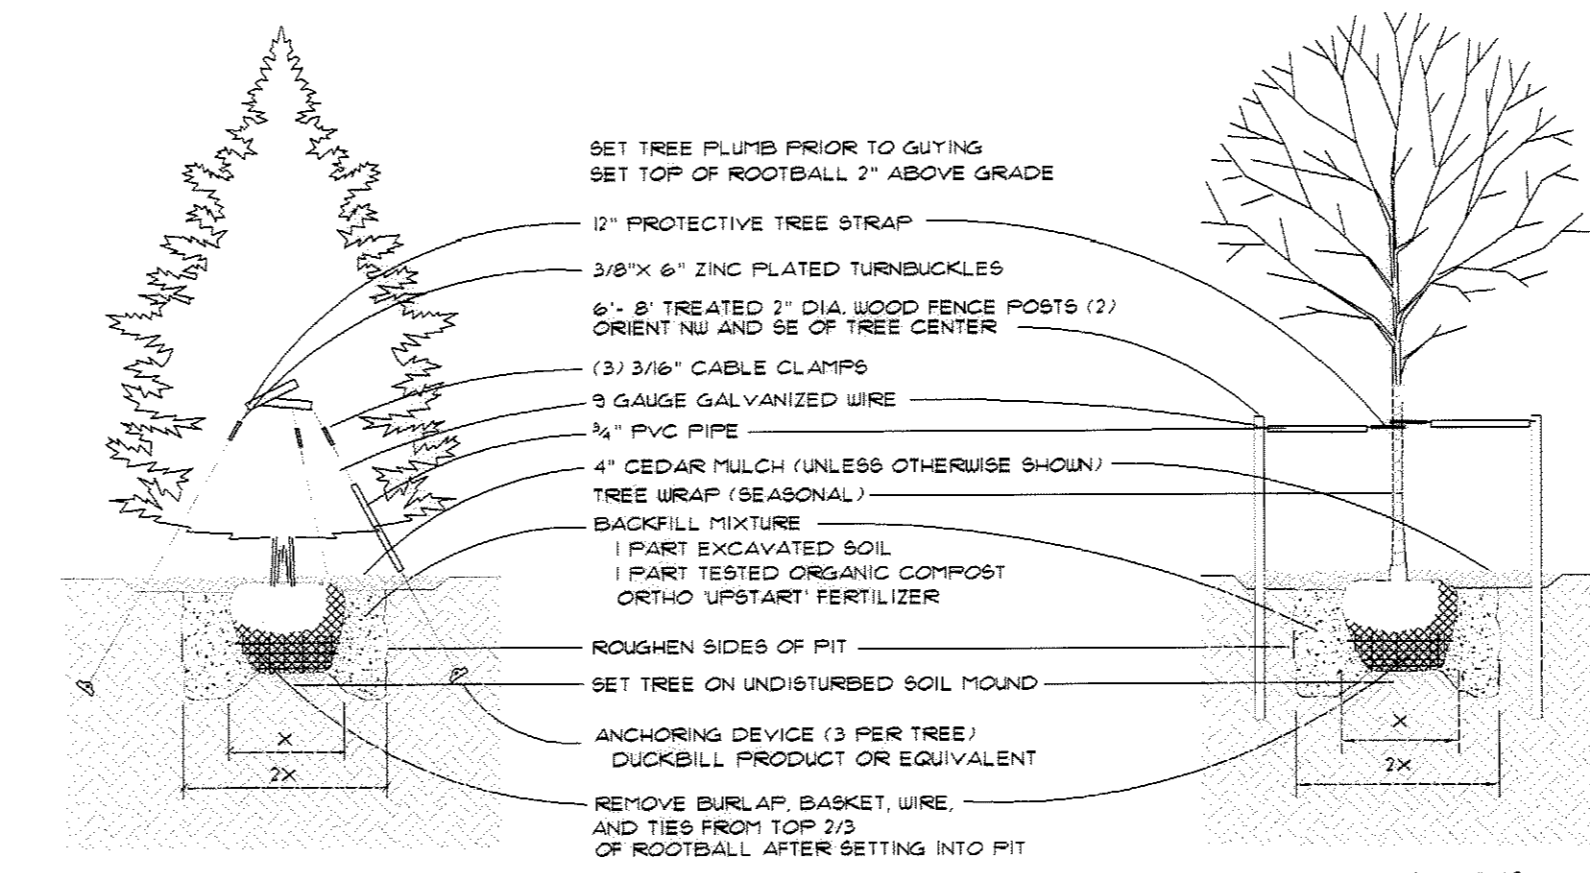 SET TREE PLUMB PRIOR TO GUYING
SET TOP OF ROOTBALL 2" ABOVE GRADE
12" PROTECTIVE TREE STRAP
3/8"X 6" ZINC PLATED TURNBUCKLES
6'- 8' TREATED 2" DIA. WOOD FENCE POSTS (2)
ORIENT NW AND SE OF TREE CENTER
(3) 3/16" CABLE CLAMPS
9 GAUGE GALVANIZED WIRE
3/4" PVC PIPE
4" CEDAR MULCH (UNLESS OTHERWISE SHOWN)
TREE WRAP (SEASONAL)
BACKFILL MIXTURE
1 PART EXCAVATED SOIL
1 PART TESTED ORGANIC COMPOST
ORTHO 'UPSTART' FERTILIZER
ROUGHEN SIDES OF PIT
SET TREE ON UNDISTURBED SOIL MOUND
ANCHORING DEVICE (3 PER TREE)
DUCKBILL PRODUCT OR EQUIVALENT
REMOVE BURLAP, BASKET, WIRE,
AND TIES FROM TOP 2/3
OF ROOTBALL AFTER SETTING INTO PIT
X
2X
X
2X